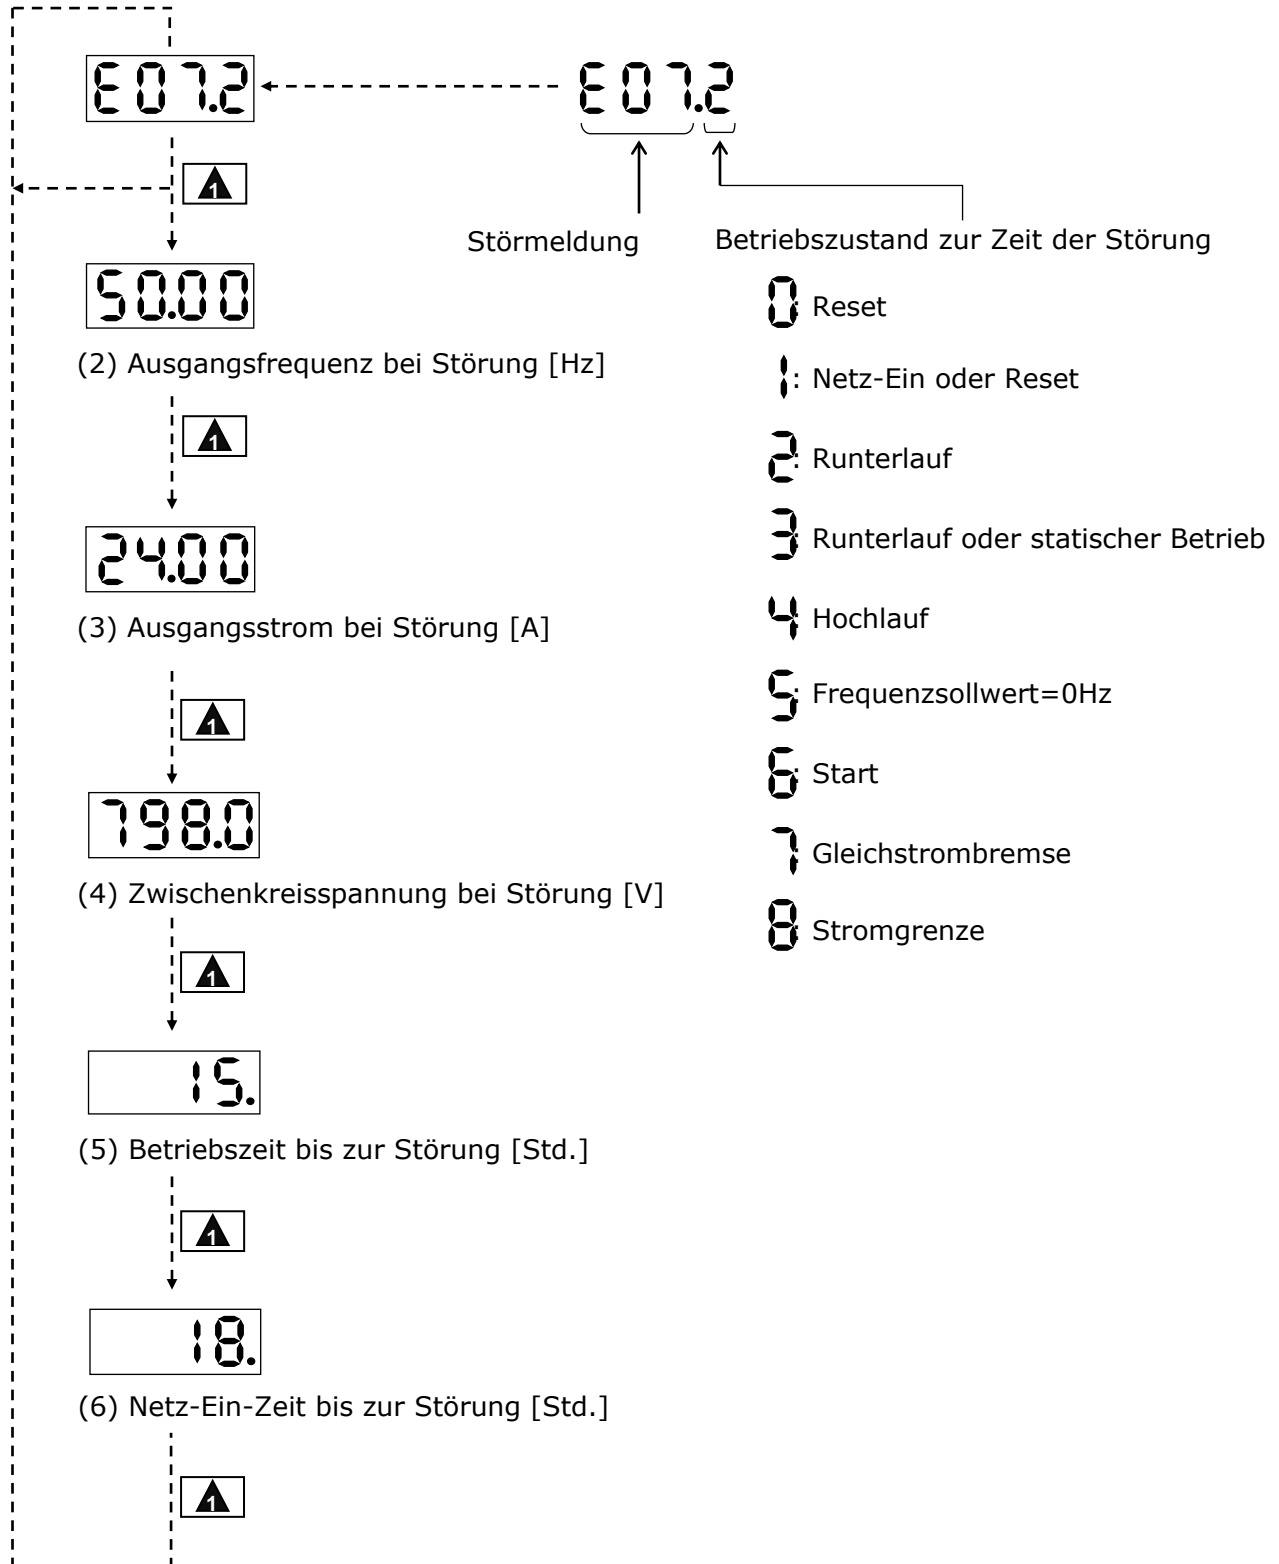 E07.2
E07.2
1
Störmeldung
Betriebszustand zur Zeit der Störung
50.00
0: Reset
(2) Ausgangsfrequenz bei Störung [Hz]
1: Netz-Ein oder Reset
1
2: Runterlauf
24.00
3: Runterlauf oder statischer Betrieb
(3) Ausgangsstrom bei Störung [A]
4: Hochlauf
1
5: Frequenzsollwert=0Hz
798.0
6: Start
(4) Zwischenkreisspannung bei Störung [V]
7: Gleichstrombremse
1
8: Stromgrenze
15.
(5) Betriebszeit bis zur Störung [Std.]
1
18.
(6) Netz-Ein-Zeit bis zur Störung [Std.]
1